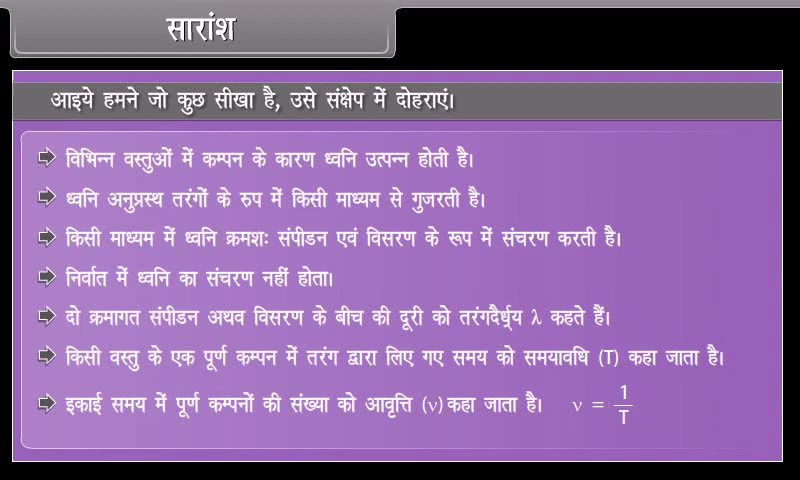 सारांश
आइये हमने जो कुछ सीखा है, उसे संक्षेप में दोहराएं।
विभिन्न वस्तुओं में कम्पन के कारण ध्वनि उत्पन्न होती है।
ध्वनि अनुप्रस्थ तरंगों के रुप में किसी माध्यम से गुजरती है।
किसी माध्यम में ध्वनि क्रमशः संपीडन एवं विसरण के रूप में संचरण करती है।
निर्वात में ध्वनि का संचरण नहीं होता।
दो क्रमागत संपीडन अथव विसरण के बीच की दूरी को तरंगदैर्ध्य λ कहते हैं।
किसी वस्तु के एक पूर्ण कम्पन में तरंग द्वारा लिए गए समय को समयावधि (T) कहा जाता है।
इकाई समय में पूर्ण कम्पनों की संख्या को आवृत्ति (ν) कहा जाता है। ν = 1/T